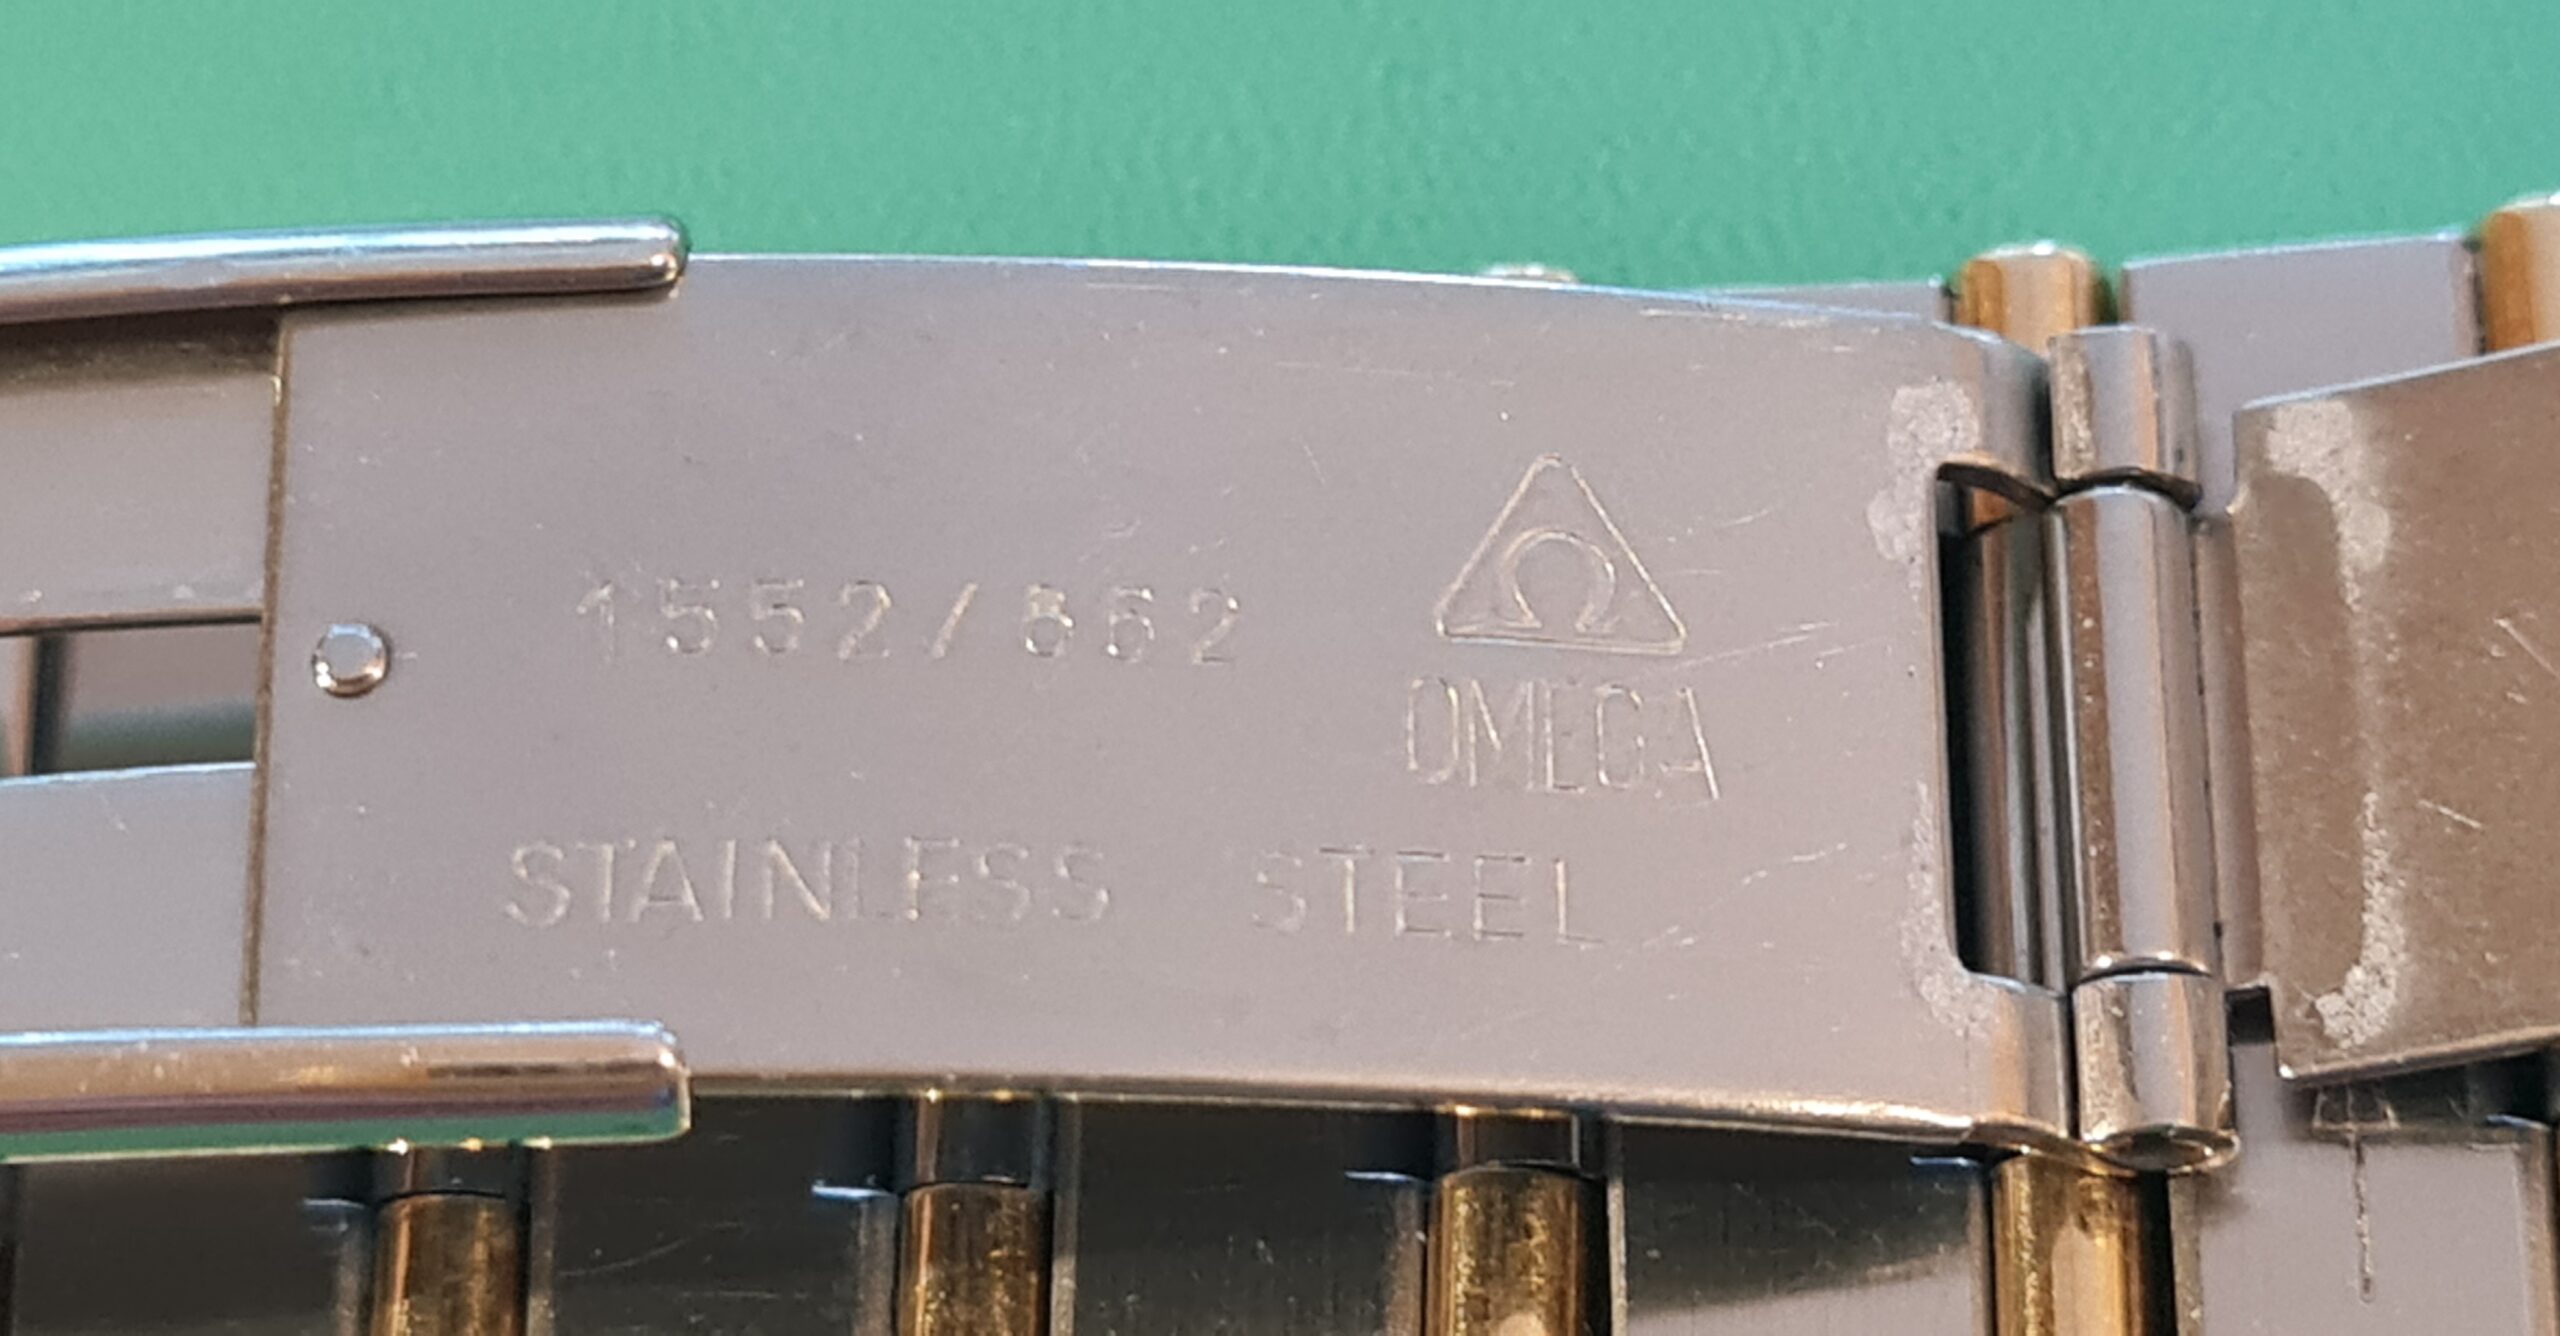 1552/862
Ω
OMEGA
STAINLESS STEEL